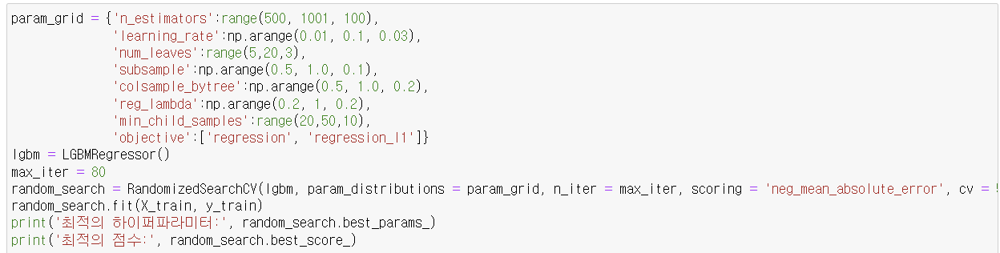 param_grid = {'n_estimators':range(500, 1001, 100),
'learning_rate':np.arange(0.01, 0.1, 0.03),
'num_leaves':range(5,20,3),
'subsample':np.arange(0.5, 1.0, 0.1),
'colsample_bytree':np.arange(0.5, 1.0, 0.2),
'reg_lambda':np.arange(0.2, 1, 0.2),
'min_child_samples':range(20,50,10),
'objective':['regression', 'regression_l1']}
lgbm = LGBMRegressor()
max_iter = 80
random_search = RandomizedSearchCV(lgbm, param_distributions = param_grid, n_iter = max_iter, scoring = 'neg_mean_absolute_error', cv =
random_search.fit(X_train, y_train)
print('최적의 하이퍼파라미터:', random_search.best_params_)
print('최적의 점수:', random_search.best_score_)